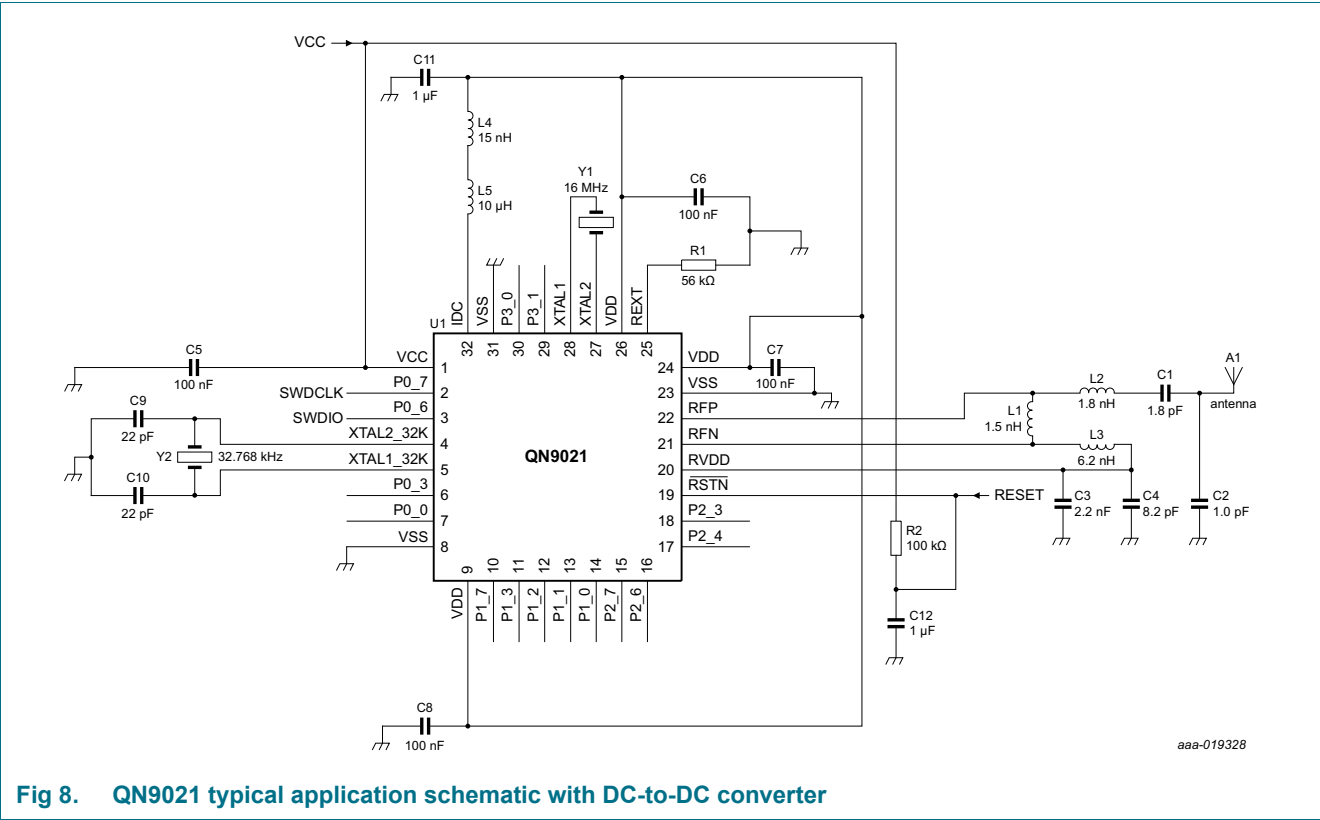 VCC
C11
1 µF
L4
15 nH
L5
10 µH
Y1
16 MHz
C6
100 nF
R1
56 kΩ
IDC
VSS
P3_0
P3_1
XTAL1
XTAL2
VDD
REXT
U1
32
31
30
29
28
27
26
25
C5
100 nF
VCC
1
SWDCLK
P0_7
2
SWDIO
P0_6
3
C9
22 pF
XTAL2_32K
4
Y2
32.768 kHz
XTAL1_32K
5
C10
22 pF
P0_3
6
P0_0
7
VSS
8
QN9021
24
VDD
C7
100 nF
23
VSS
22
RFP
21
RFN
20
RVDD
19
RSTN
RESET
18
P2_3
17
P2_4
L1
1.5 nH
L2
1.8 nH
C1
1.8 pF
A1
antenna
L3
6.2 nH
C3
2.2 nF
C4
8.2 pF
C2
1.0 pF
R2
100 kΩ
C12
1 µF
9
10
11
12
13
14
15
16
VDD
P1_7
P1_3
P1_2
P1_1
P1_0
P2_7
P2_6
C8
100 nF
aaa-019328
Fig 8. QN9021 typical application schematic with DC-to-DC converter